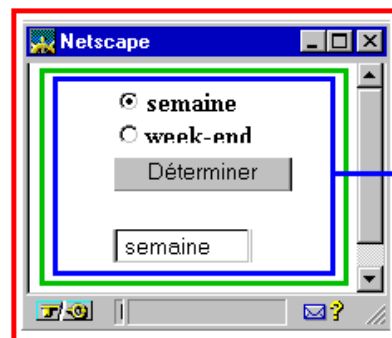 Netscape
semaine
week-end
Déterminer
semaine